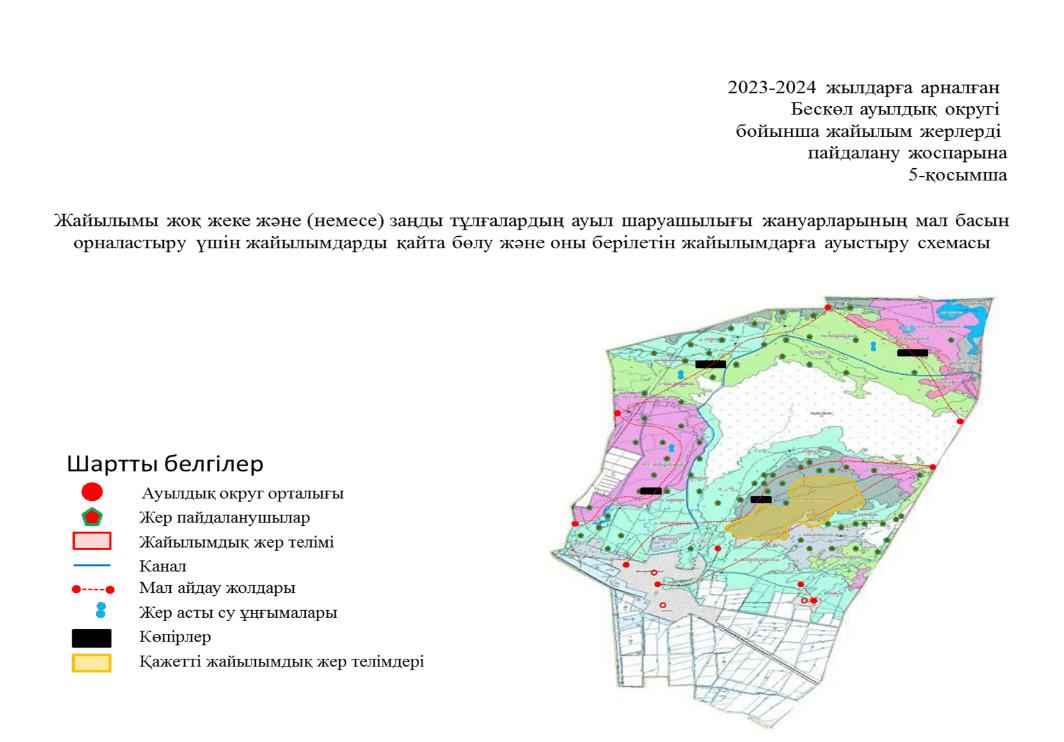 2023-2024 жылдарға арналған
Бескөл ауылдық округі
бойынша жайылым жерлерді
пайдалану жоспарына
5-қосымша
Жайылымы жоқ жеке және (немесе) заңды тұлғалардың ауыл шаруашылығы жануарларының мал басын
орналастыру үшін жайылымдарды қайта бөлу және оны берілетін жайылымдарға ауыстыру схемасы
Шартты белгілер
Ауылдық округ орталығы
Жер пайдаланушылар
Жайылымдық жер телімі
Канал
Мал айдау жолдары
Жер асты су ұңғымалары
Көпірлер
Қажетті жайылымдық жер телімдері